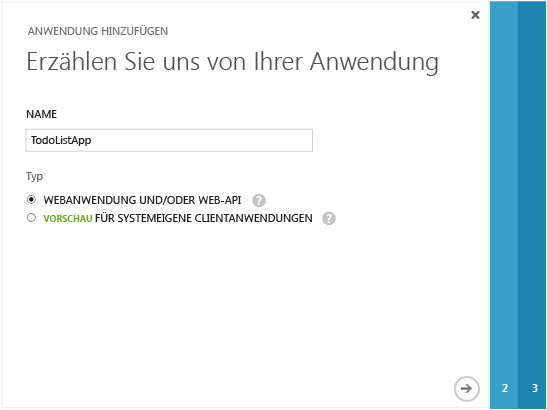 ANWENDUNG HINZUFÜGEN
Erzählen Sie uns von Ihrer Anwendung
NAME
TodoListApp
Typ
WEBANWENDUNG UND/ODER WEB-API ?
VORSCHAU FÜR SYSTEMEIGENE CLIENTANWENDUNGEN ?
2 3